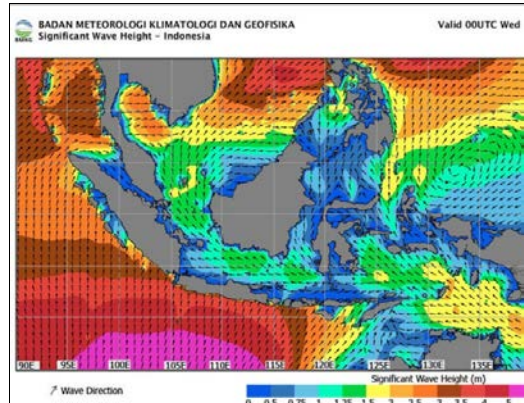 BADAN METEOROLOGI KLIMATOLOGI DAN GEOFISIKA
Valid 00UTC Wed
Significant Wave Height - Indonesia
BMKG
90E 95E 100E 105E 110E 115E 120E 125E 130E 135E
Significant Wave Height (m)
Wave Direction
0 0.5 0.75 1 1.25 1.5 2 2.5 3 3.5 4 5